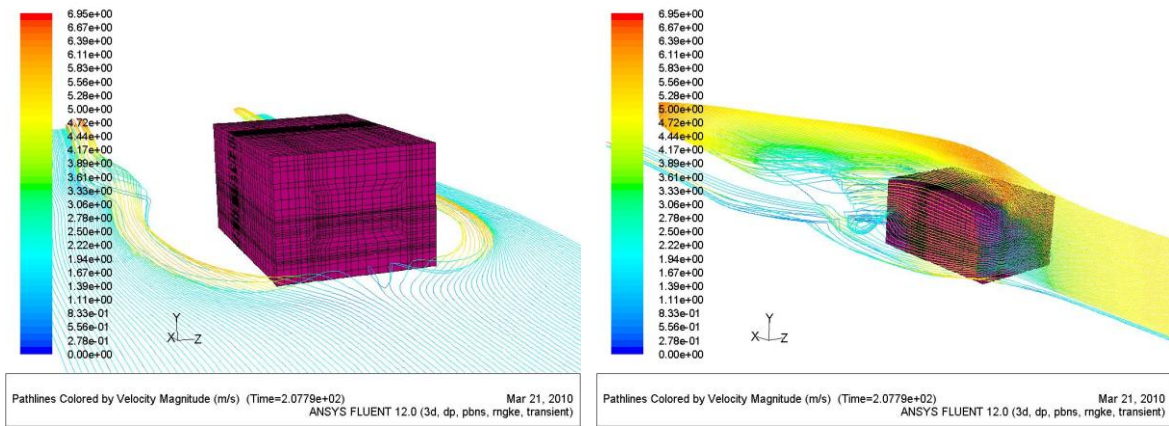 6.95e+00
6.67e+00
6.39e+00
6.11e+00
5.83e+00
5.56e+00
5.28e+00
5.00e+00
4.72e+00
4.44e+00
4.17e+00
3.89e+00
3.61e+00
3.33e+00
3.06e+00
2.78e+00
2.50e+00
2.22e+00
1.94e+00
1.67e+00
1.39e+00
1.11e+00
8.33e-01
5.56e-01
2.78e-01
0.00e+00
Y
X
Z
Pathlines Colored by Velocity Magnitude (m/s) (Time=2.0779e+02) Mar 21, 2010
ANSYS FLUENT 12.0 (3d, dp, pbns, rngke, transient)
6.95e+00
6.67e+00
6.39e+00
6.11e+00
5.83e+00
5.56e+00
5.28e+00
5.00e+00
4.72e+00
4.44e+00
4.17e+00
3.89e+00
3.61e+00
3.33e+00
3.06e+00
2.78e+00
2.50e+00
2.22e+00
1.94e+00
1.67e+00
1.39e+00
1.11e+00
8.33e-01
5.56e-01
2.78e-01
0.00e+00
Y
X
Z
Pathlines Colored by Velocity Magnitude (m/s) (Time=2.0779e+02) Mar 21, 2010
ANSYS FLUENT 12.0 (3d, dp, pbns, rngke, transient)